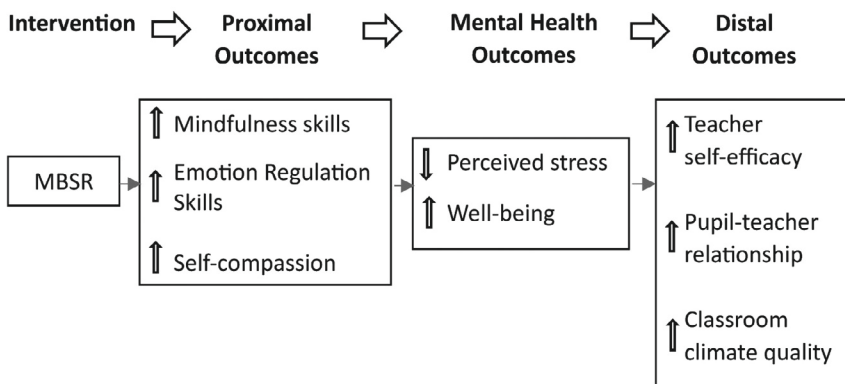 Intervention
Proximal
Outcomes
Mental Health
Outcomes
Distal
Outcomes
MBSR
Mindfulness skills
Emotion Regulation
Skills
Self-compassion
Perceived stress
Well-being
Teacher
self-efficacy
Pupil-teacher
relationship
Classroom
climate quality